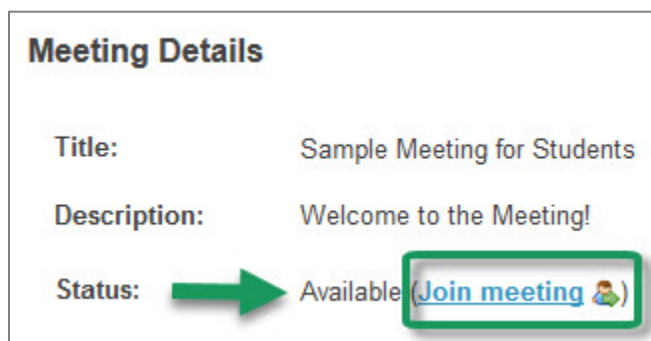 Meeting Details
Title: Sample Meeting for Students
Description: Welcome to the Meeting!
Status: Available (Join meeting )